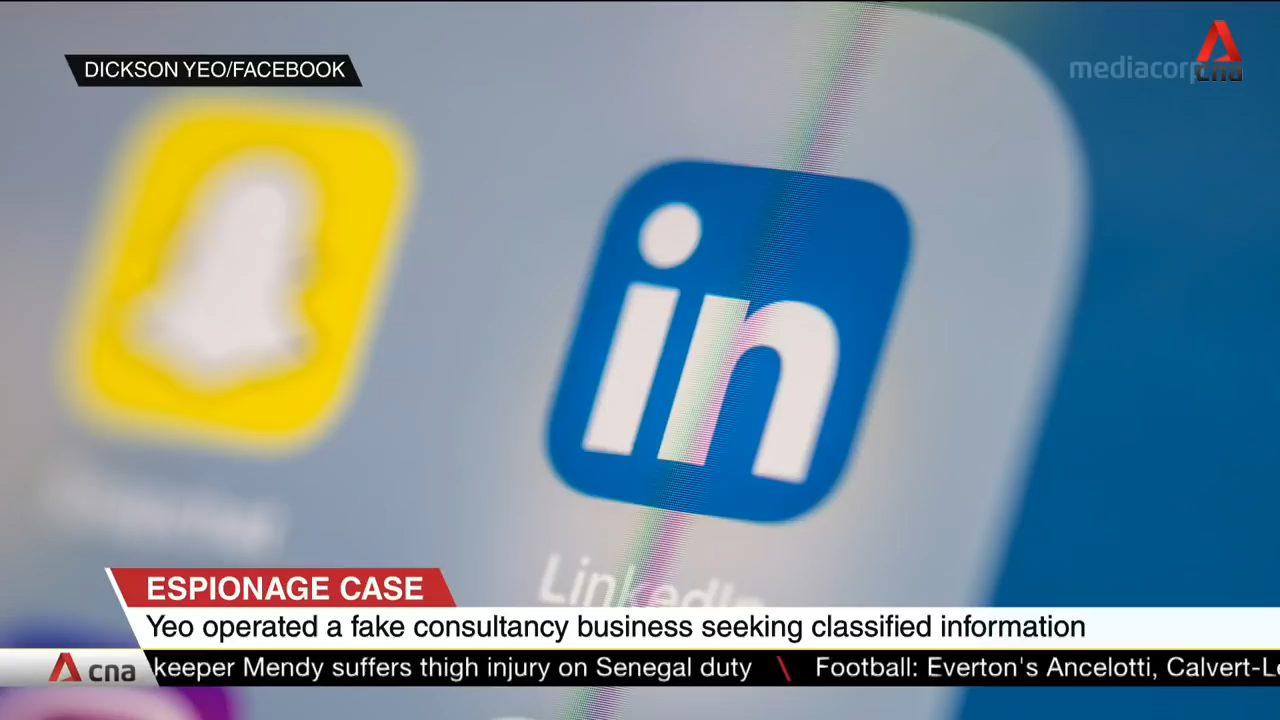 DICKSON YEO/FACEBOOK
mediacorp
cna
in
LinkedIn
ESPIONAGE CASE
Yeo operated a fake consultancy business seeking classified information
cna
keeper Mendy suffers thigh injury on Senegal duty \ Football: Everton's Ancelotti, Calvert-L